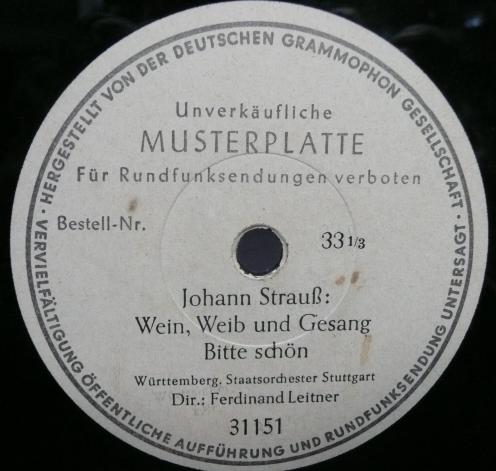 HERGESTELLT VON DER DEUTSCHEN GRAMMOPHON GESELLSCHAFT ·
VERVIELFÄLTIGUNG ÖFFENTLICHE AUFFÜHRUNG UND RUNDFUNKSENDUNG UNTERSAGT ·
Unverkäufliche
MUSTERPLATTE
Für Rundfunksendungen verboten
Bestell-Nr.
33 1/3
Johann Strauß:
Wein, Weib und Gesang
Bitte schön
Württemberg. Staatsorchester Stuttgart
Dir.: Ferdinand Leitner
31151